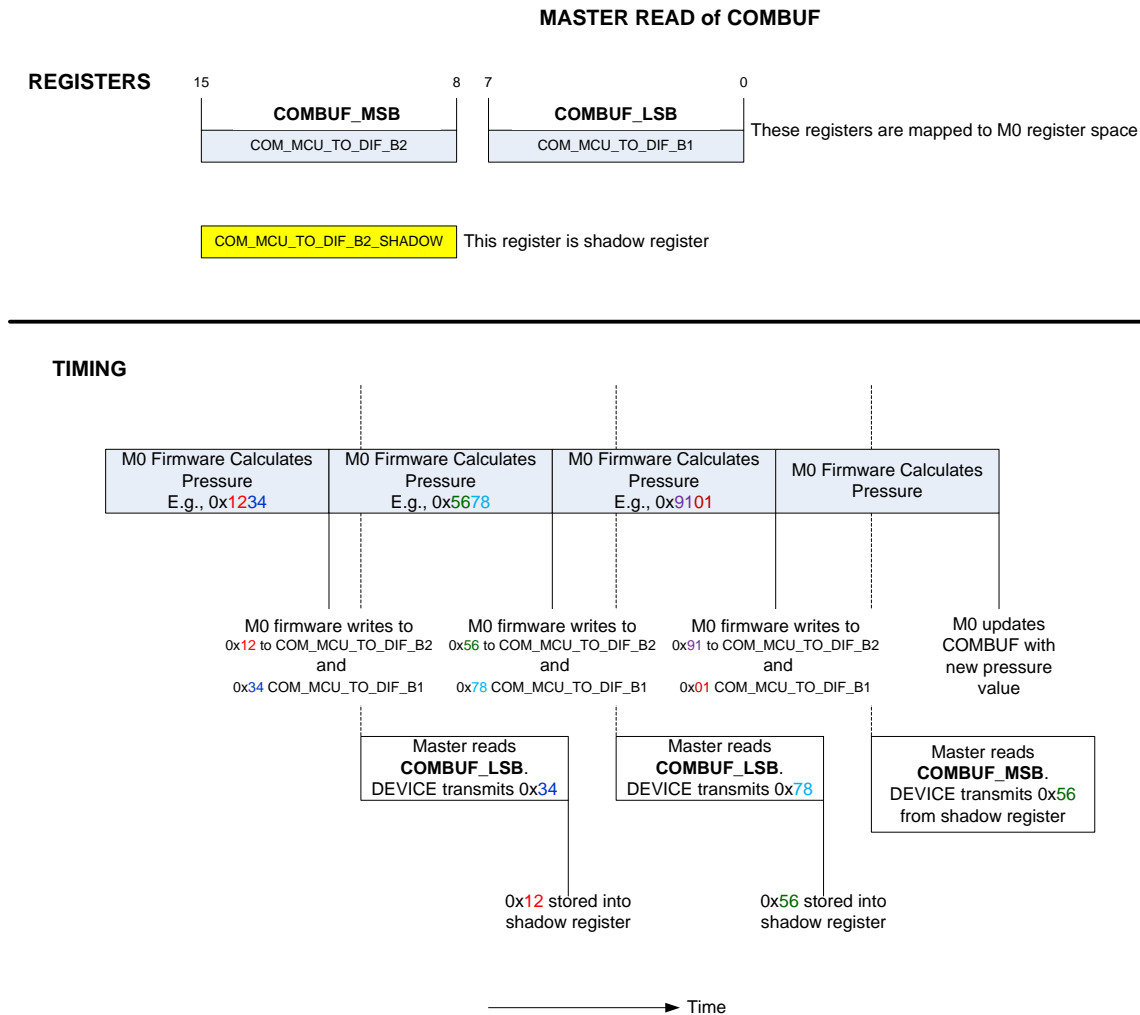 MASTER READ of COMBUF
REGISTERS
15
8
7
0
COMBUF_MSB
COMBUF_LSB
COM_MCU_TO_DIF_B2
COM_MCU_TO_DIF_B1
These registers are mapped to M0 register space
COM_MCU_TO_DIF_B2_SHADOW
This register is shadow register
TIMING
M0 Firmware Calculates
Pressure
E.g., 0x1234
M0 Firmware Calculates
Pressure
E.g., 0x5678
M0 Firmware Calculates
Pressure
E.g., 0x9101
M0 Firmware Calculates
Pressure
M0 firmware writes to
0x12 to COM_MCU_TO_DIF_B2
and
0x34 COM_MCU_TO_DIF_B1
M0 firmware writes to
0x56 to COM_MCU_TO_DIF_B2
and
0x78 COM_MCU_TO_DIF_B1
M0 firmware writes to
0x91 to COM_MCU_TO_DIF_B2
and
0x01 COM_MCU_TO_DIF_B1
M0 updates
COMBUF with
new pressure
value
Master reads
COMBUF_LSB.
DEVICE transmits 0x34
Master reads
COMBUF_LSB.
DEVICE transmits 0x78
Master reads
COMBUF_MSB.
DEVICE transmits 0x56
from shadow register
0x12 stored into
shadow register
0x56 stored into
shadow register
Time